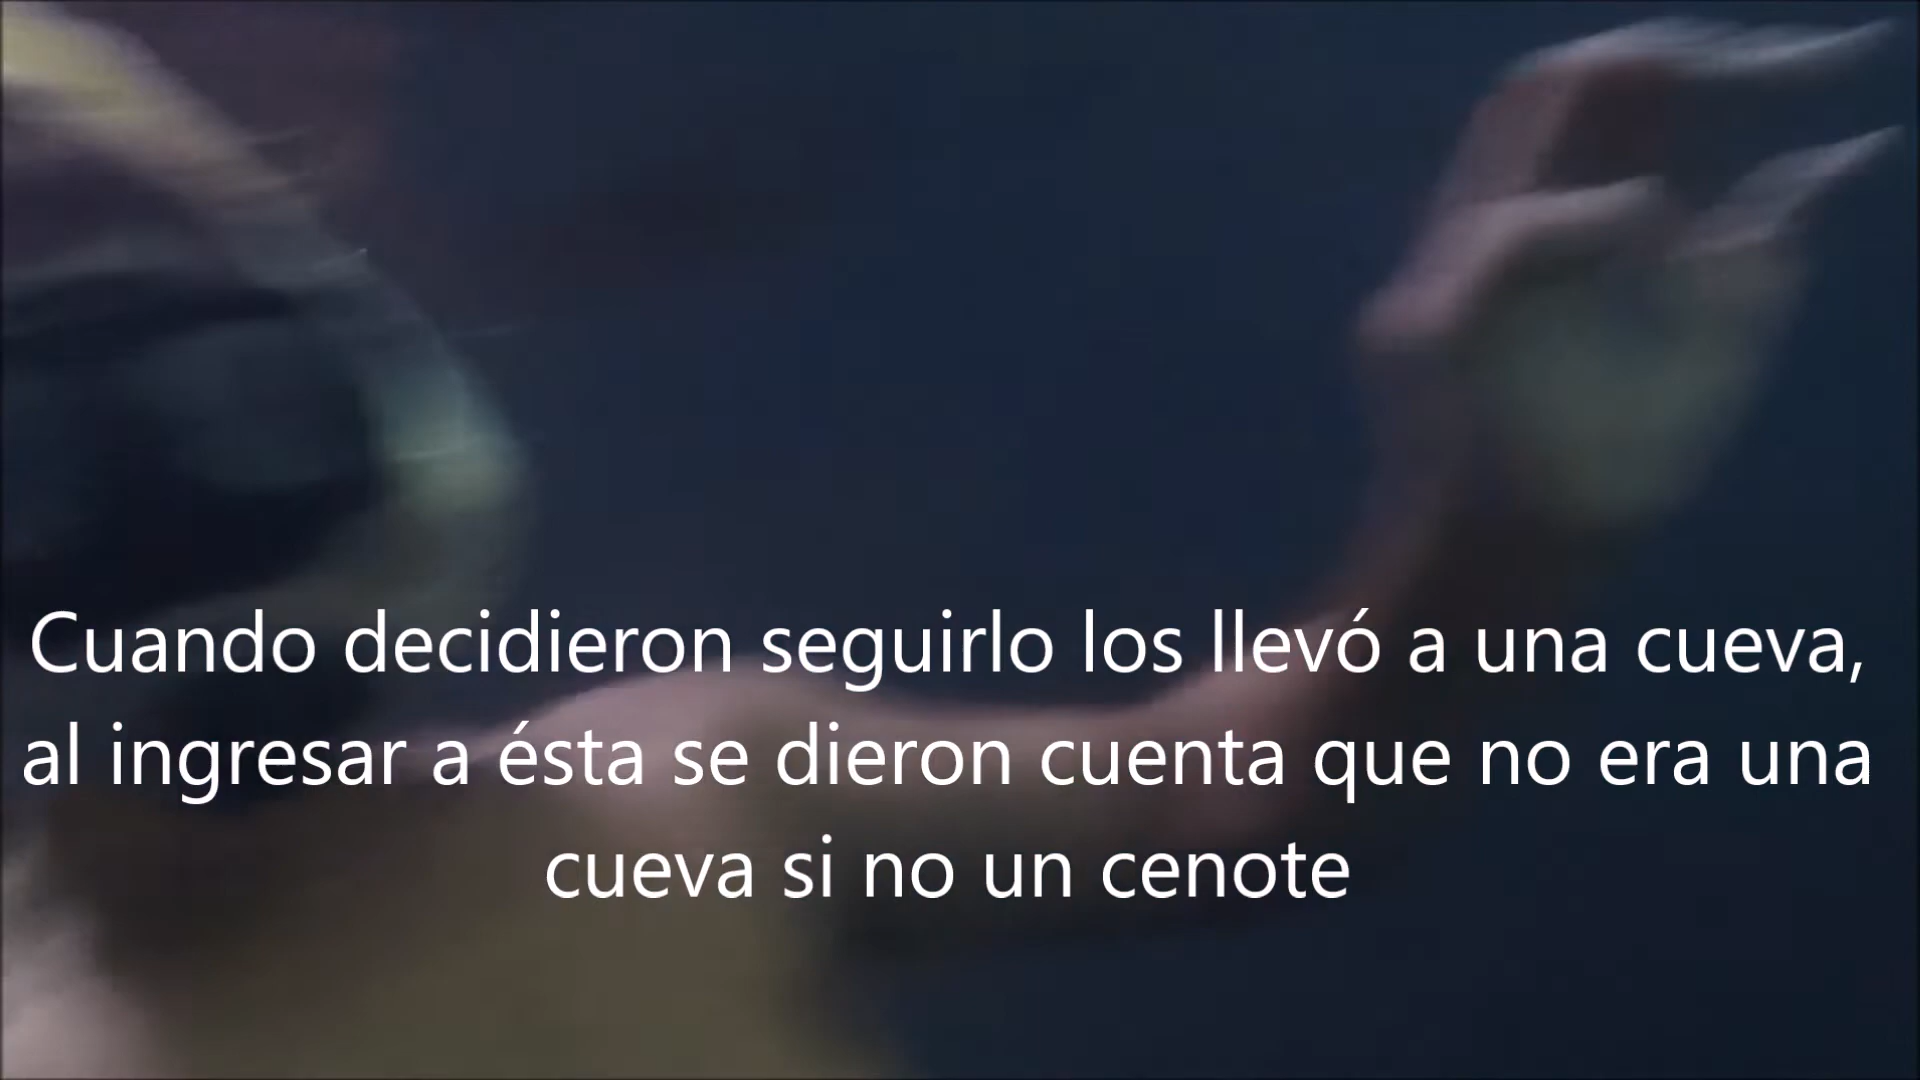 Cuando decidieron seguirlo los llevó a una cueva,
al ingresar a ésta se dieron cuenta que no era una
cueva si no un cenote